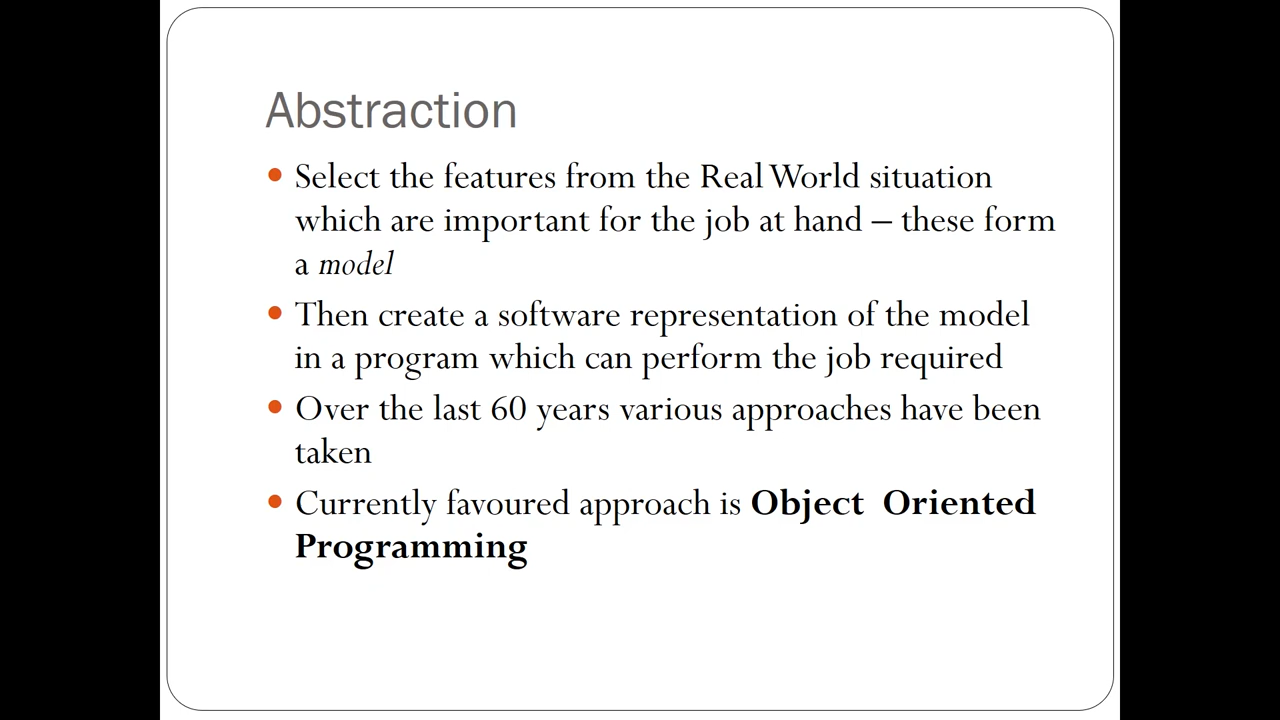 Abstraction
• Select the features from the Real World situation
which are important for the job at hand – these form
a model
• Then create a software representation of the model
in a program which can perform the job required
• Over the last 60 years various approaches have been
taken
• Currently favoured approach is Object  Oriented
Programming